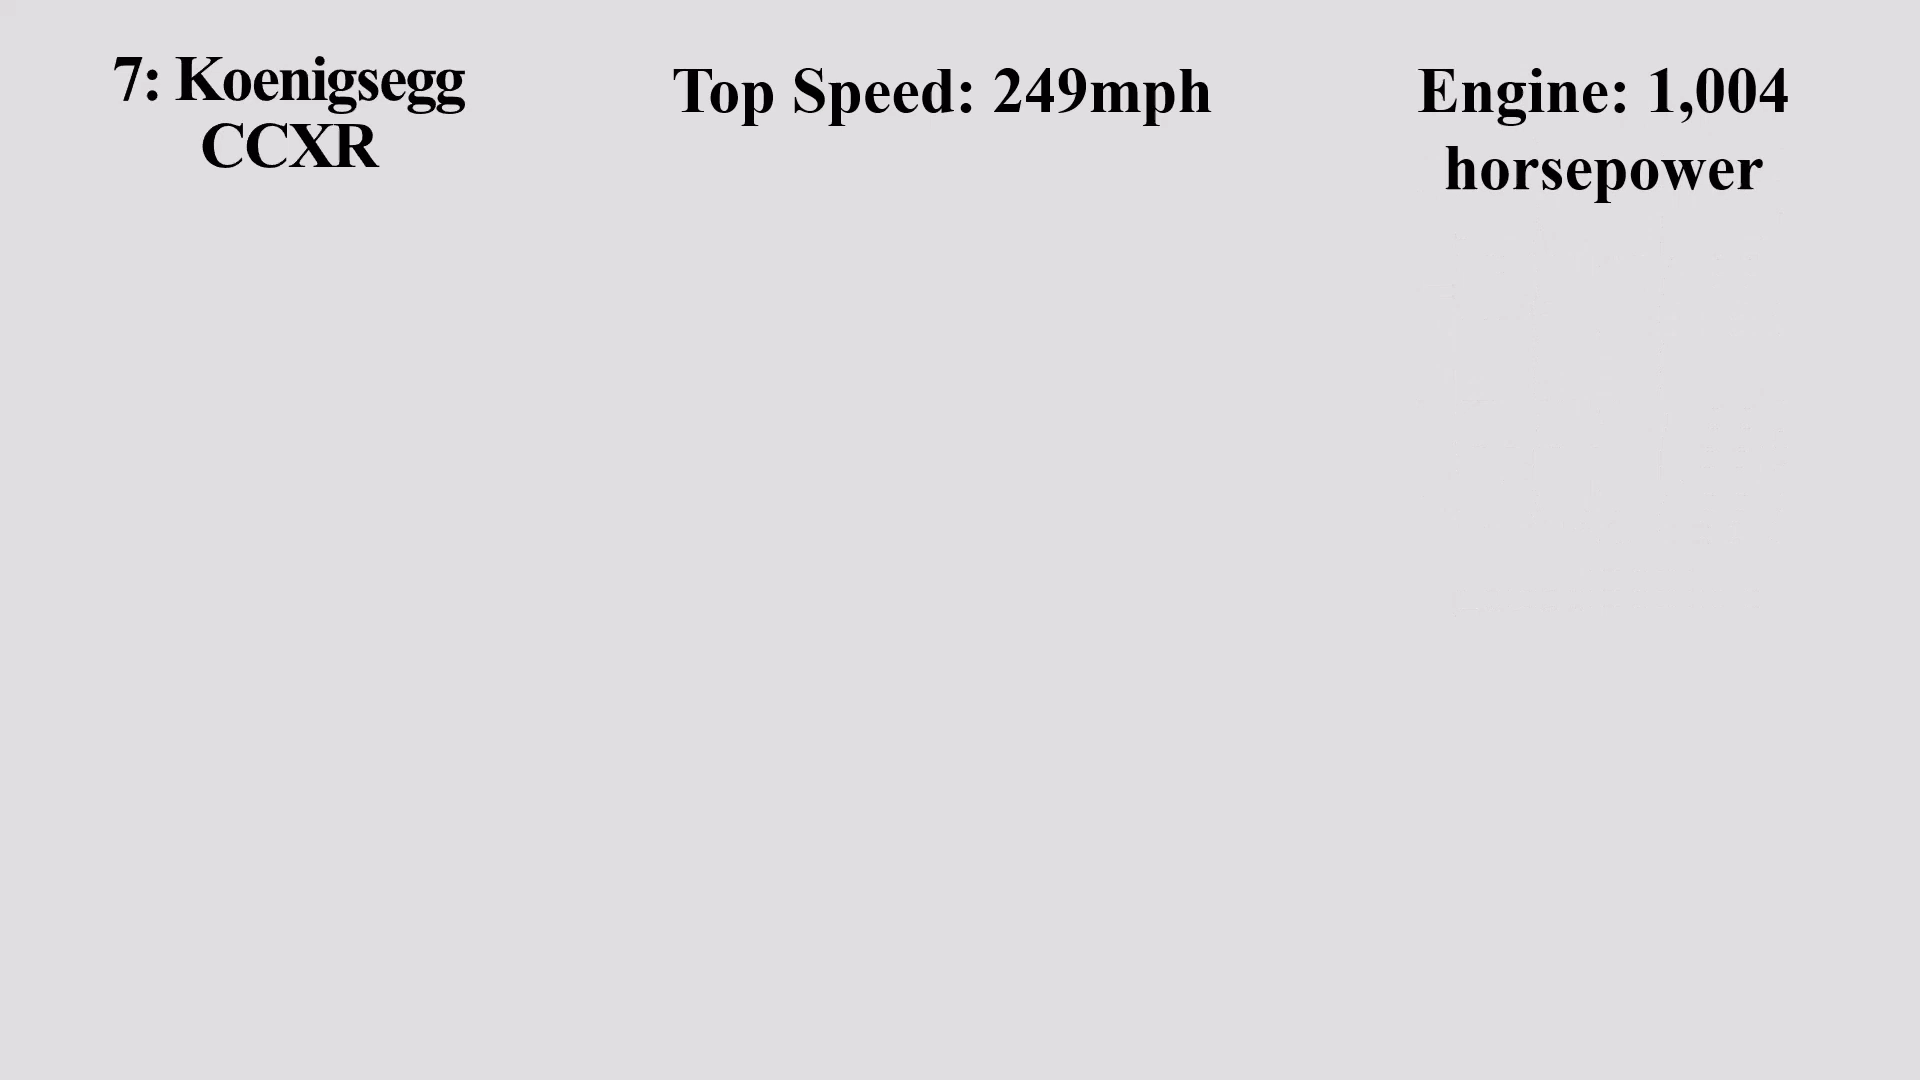 7: Koenigsegg
CCXR
Top Speed: 249mph
Engine: 1,004
horsepower